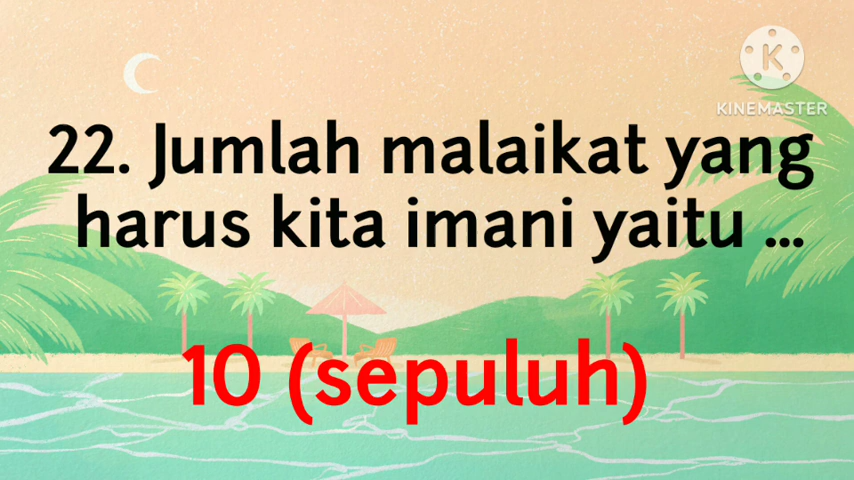 KINEMASTER
22. Jumlah malaikat yang
harus kita imani yaitu ...
10 (sepuluh)